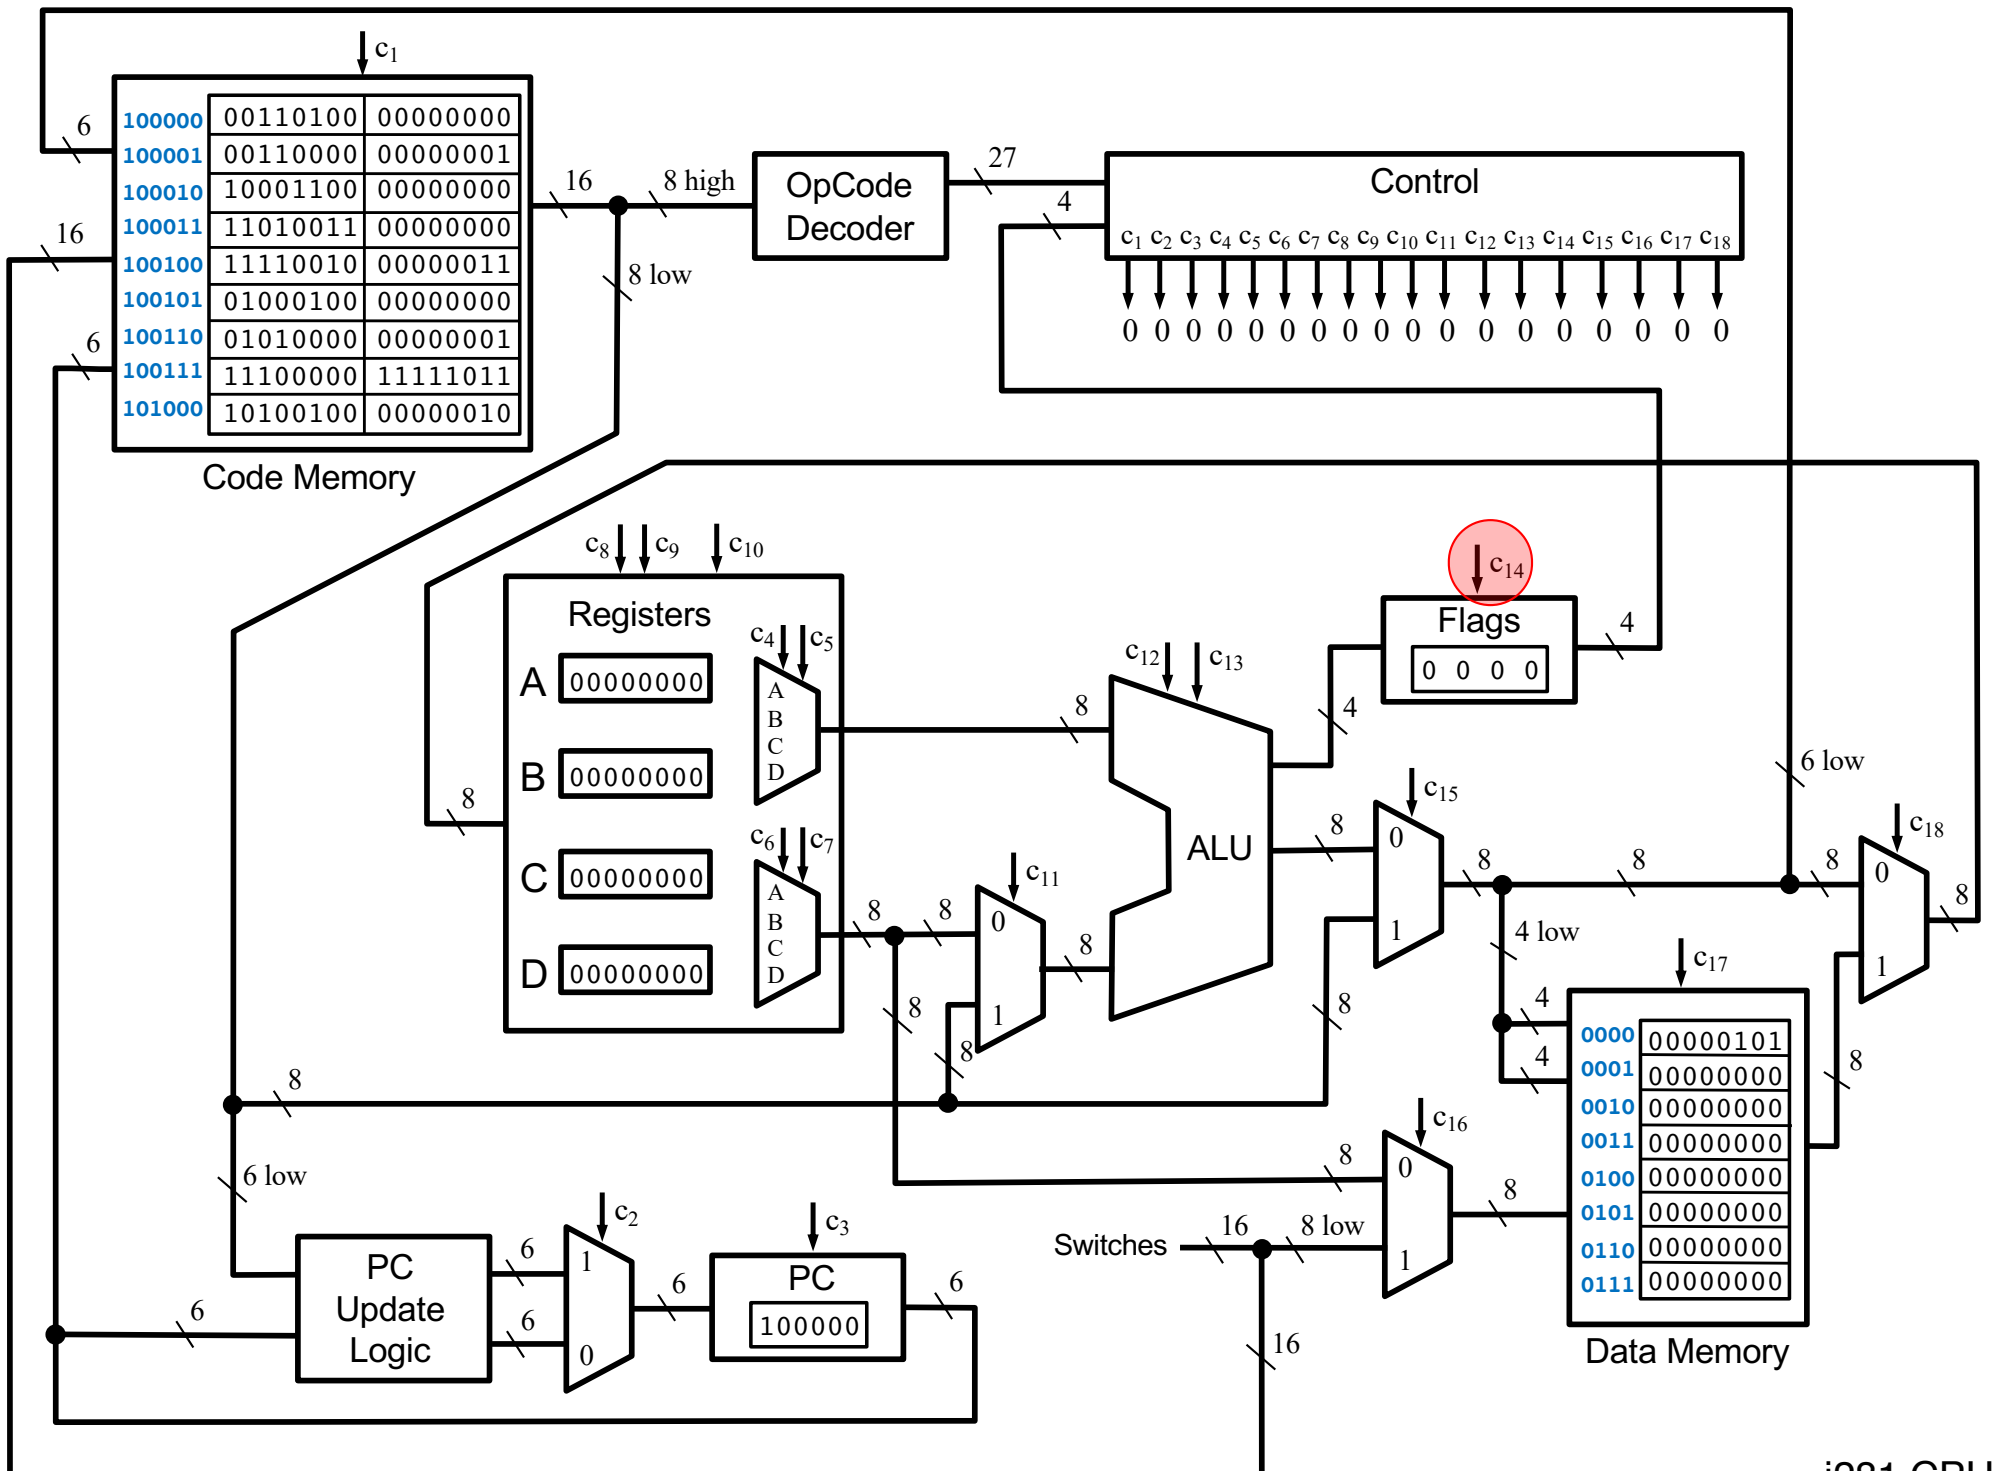 c1
100000 00110100 00000000
100001 00110000 00000001
100010 10001100 00000000
100011 11010011 00000000
100100 11110010 00000011
100101 01000100 00000000
100110 01010000 00000001
100111 11100000 11111011
101000 10100100 00000010
Code Memory
6
16
6
16
8 high
8 low
OpCode
Decoder
27
4
Control
c1 c2 c3 c4 c5 c6 c7 c8 c9 c10 c11 c12 c13 c14 c15 c16 c17 c18
0 0 0 0 0 0 0 0 0 0 0 0 0 0 0 0 0 0
c8 c9 c10
Registers
A 00000000
B 00000000
C 00000000
D 00000000
8
c4 c5
A
B
C
D
c6 c7
A
B
C
D
8
8
8
8
c11
0
1
8
8
c12 c13
ALU
c14
Flags
0 0 0 0
4
4
8
c15
0
1
8
8
8
6 low
8
c18
0
1
8
4 low
4
4
c17
0000 00000101
0001 00000000
0010 00000000
0011 00000000
0100 00000000
0101 00000000
0110 00000000
0111 00000000
Data Memory
8
8
6 low
PC
Update
Logic
6
6
6
c2
1
0
6
c3
PC
100000
6
Switches
16
8 low
16
8
c16
0
1
8